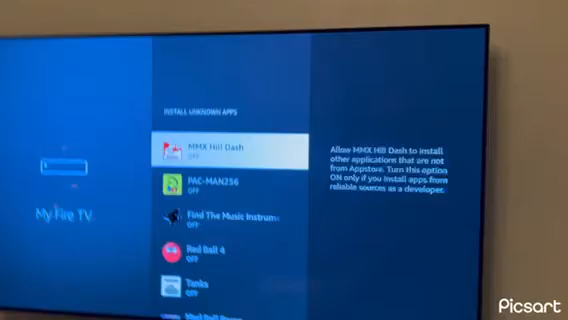 INSTALL UNKNOWN APPS
MMX Hill Dash
OFF
PAC-MAN256
OFF
Find The Music Instrum
OFF
Red Ball 4
OFF
Tanks
OFF
My Fire TV
Allow MMX Hill Dash to install
other applications that are not
from Appstore. Turn this option
ON only if you install apps from
reliable sources as a developer.
Picsart